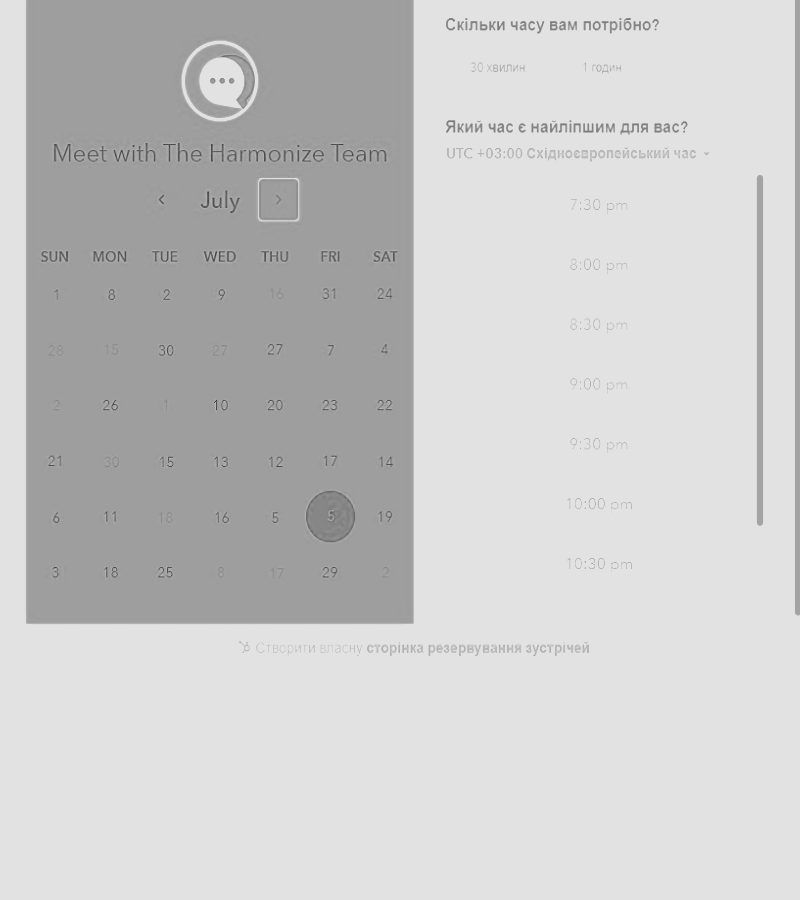 Meet with The Harmonize Team
July
SUN MON TUE WED THU FRI SAT
1 8 2 9 16 31 24
28 15 30 27 27 7 4
2 26 1 10 20 23 22
21 30 15 13 12 17 14
6 11 18 16 5 5 19
3 18 25 8 17 29 2
Скільки часу вам потрібно?
30 хвилин 1 годин
Який час є найліпшим для вас?
UTC +03:00 Східноєвропейський час
7:30 pm
8:00 pm
8:30 pm
9:00 pm
9:30 pm
10:00 pm
10:30 pm
Створити власну сторінка резервування зустрічей